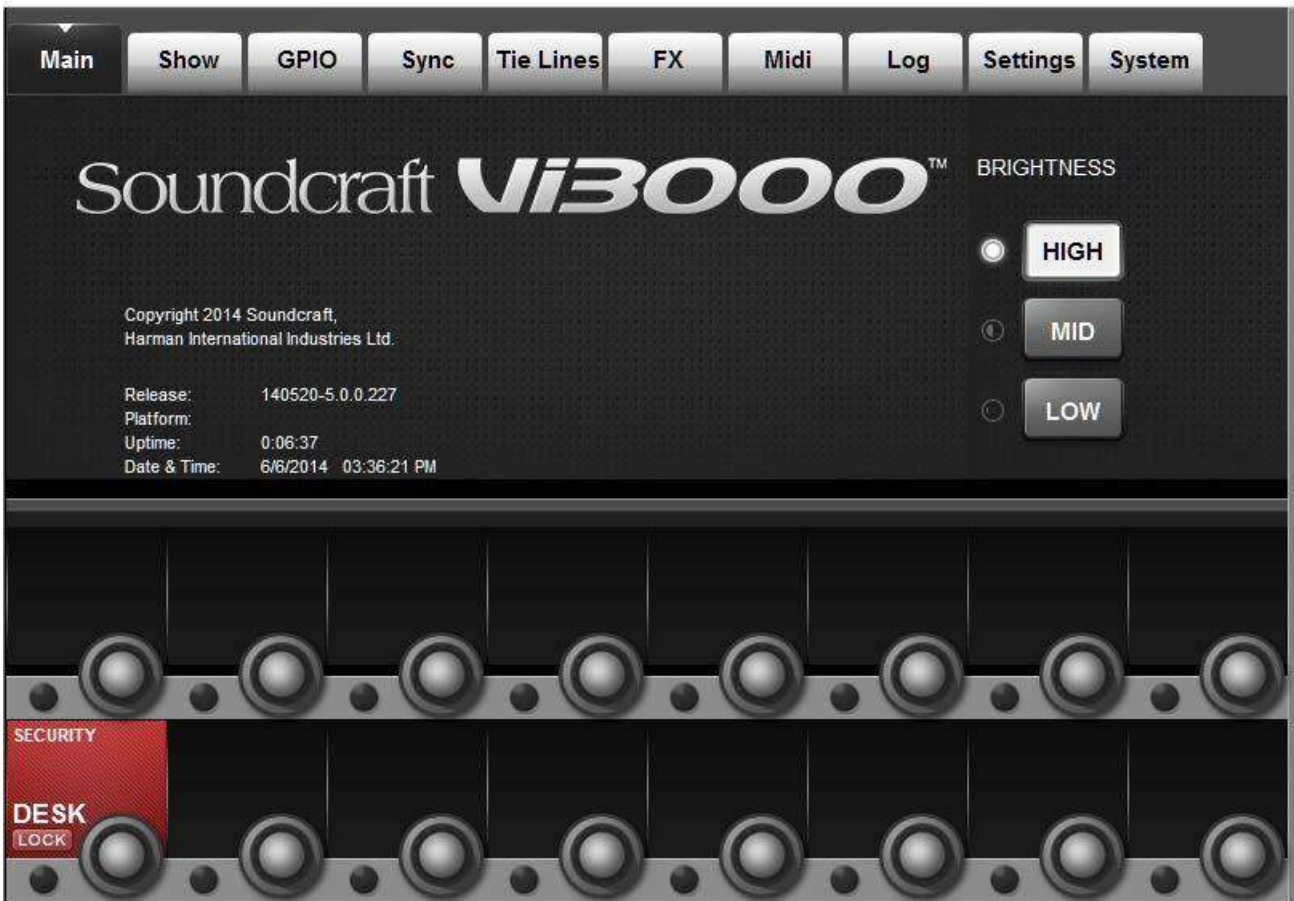 Main Show GPIO Sync Tie Lines FX Midi Log Settings System
Soundcraft Vi3000™
BRIGHTNESS
HIGH
MID
LOW
Copyright 2014 Soundcraft,
Harman International Industries Ltd.
Release: 140520-5.0.0.227
Platform:
Uptime: 0:06:37
Date & Time: 6/6/2014 03:36:21 PM
SECURITY
DESK
LOCK